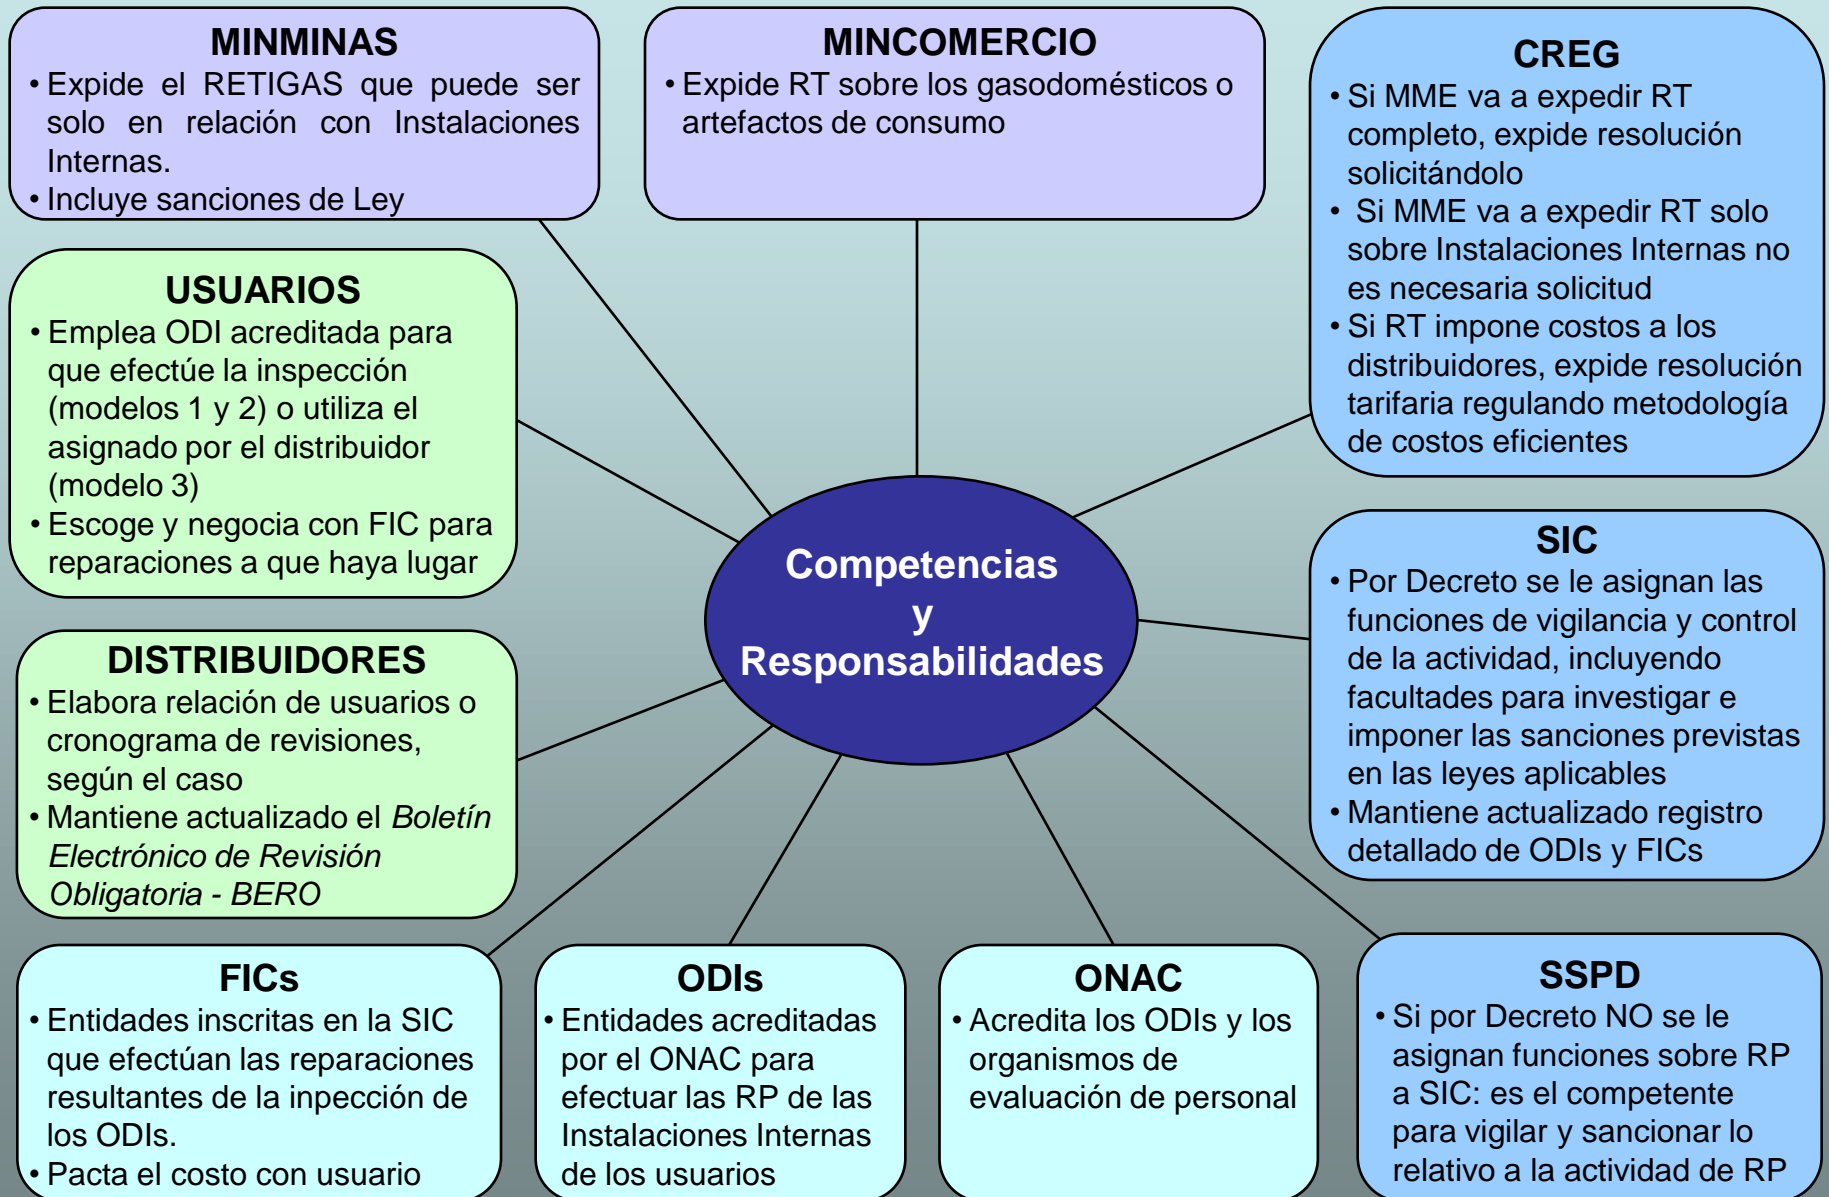 MINMINAS
• Expide el RETIGAS que puede ser
solo en relación con Instalaciones
Internas.
• Incluye sanciones de Ley
MINCOMERCIO
• Expide RT sobre los gasodomésticos o
artefactos de consumo
CREG
• Si MME va a expedir RT
completo, expide resolución
solicitándolo
• Si MME va a expedir RT solo
sobre Instalaciones Internas no
es necesaria solicitud
• Si RT impone costos a los
distribuidores, expide resolución
tarifaria regulando metodología
de costos eficientes
USUARIOS
• Emplea ODI acreditada para
que efectúe la inspección
(modelos 1 y 2) o utiliza el
asignado por el distribuidor
(modelo 3)
• Escoge y negocia con FIC para
reparaciones a que haya lugar
Competencias
y
Responsabilidades
SIC
• Por Decreto se le asignan las
funciones de vigilancia y control
de la actividad, incluyendo
facultades para investigar e
imponer las sanciones previstas
en las leyes aplicables
• Mantiene actualizado registro
detallado de ODIs y FICs
DISTRIBUIDORES
• Elabora relación de usuarios o
cronograma de revisiones,
según el caso
• Mantiene actualizado el Boletín
Electrónico de Revisión
Obligatoria - BERO
FICs
• Entidades inscritas en la SIC
que efectúan las reparaciones
resultantes de la inpección de
los ODIs.
• Pacta el costo con usuario
ODIs
• Entidades acreditadas
por el ONAC para
efectuar las RP de las
Instalaciones Internas
de los usuarios
ONAC
• Acredita los ODIs y los
organismos de
evaluación de personal
SSPD
• Si por Decreto NO se le
asignan funciones sobre RP
a SIC: es el competente
para vigilar y sancionar lo
relativo a la actividad de RP